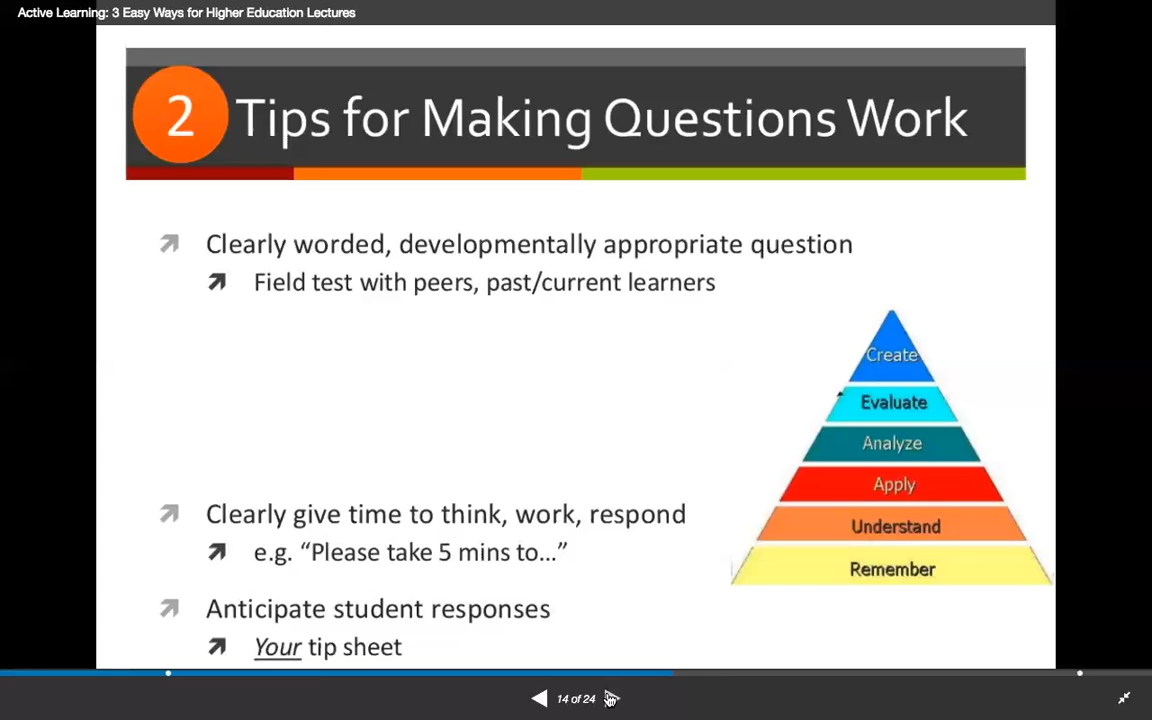 Active Learning: 3 Easy Ways for Higher Education Lectures
2 Tips for Making Questions Work
Clearly worded, developmentally appropriate question
Field test with peers, past/current learners
Create
Evaluate
Analyze
Apply
Understand
Remember
Clearly give time to think, work, respond
e.g. “Please take 5 mins to…”
Anticipate student responses
Your tip sheet
14 of 24